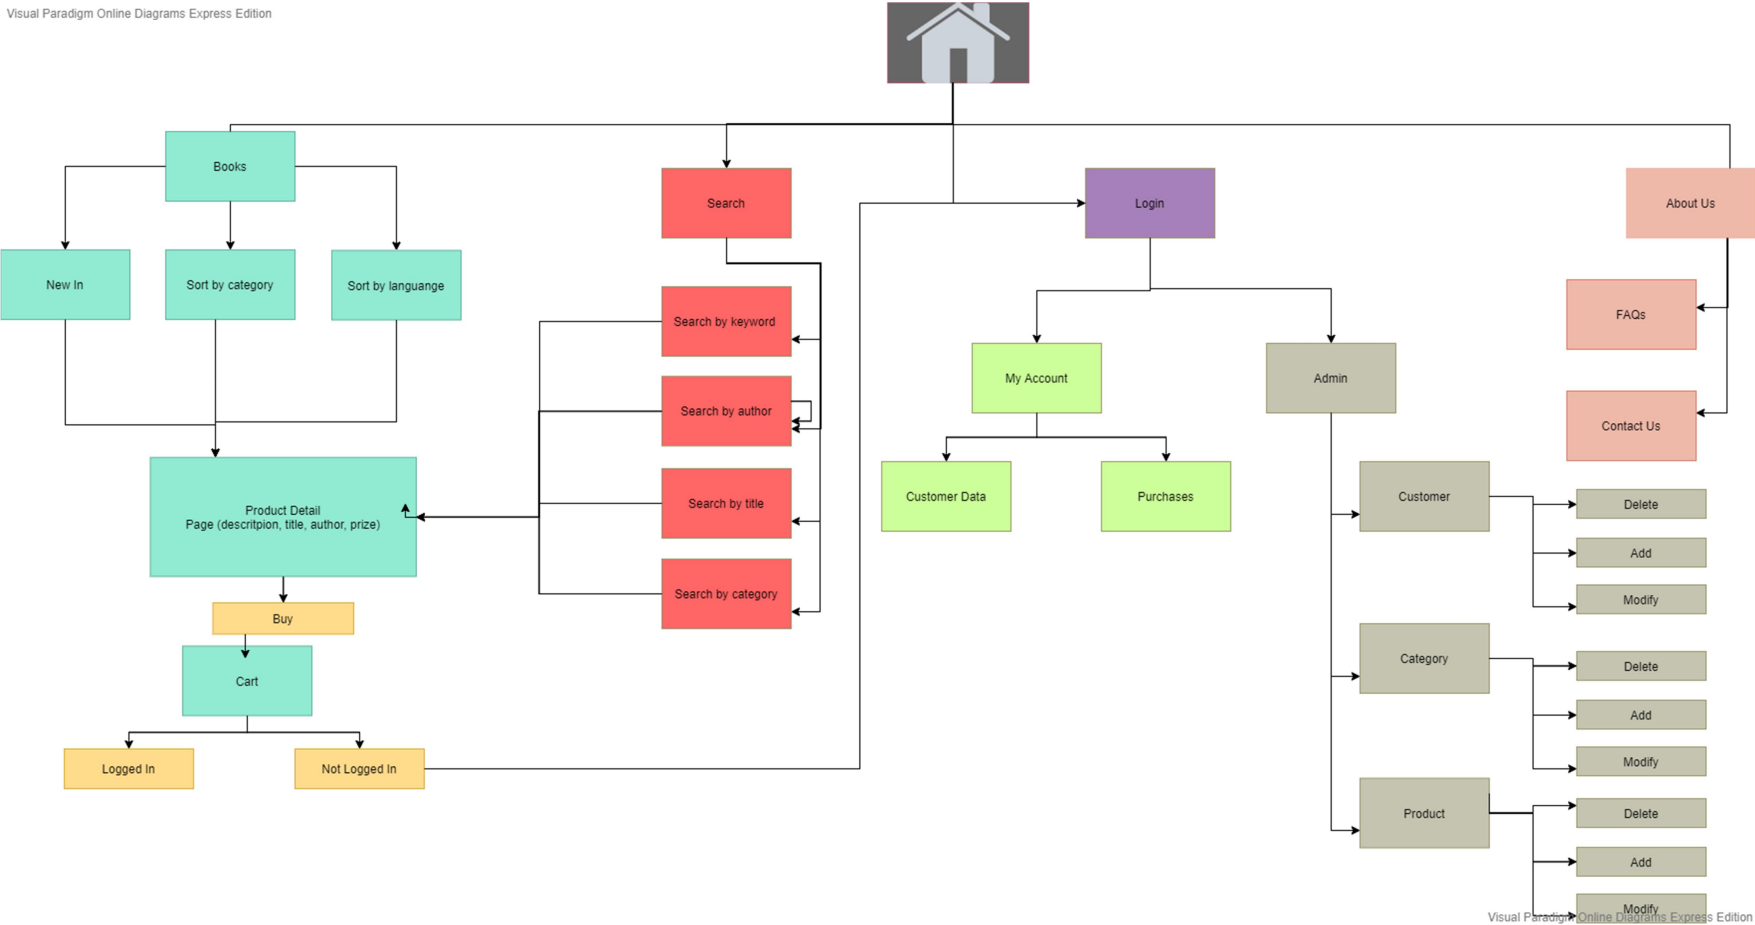 Visual Paradigm Online Diagrams Express Edition
Books
New In
Sort by category
Sort by languange
Product Detail
Page (descritpion, title, author, prize)
Buy
Cart
Logged In
Not Logged In
Search
Search by keyword
Search by author
Search by title
Search by category
Login
My Account
Customer Data
Purchases
Admin
Customer
Delete
Add
Modify
Category
Delete
Add
Modify
Product
Delete
Add
Modify
About Us
FAQs
Contact Us
Visual Paradigm Online Diagrams Express Edition